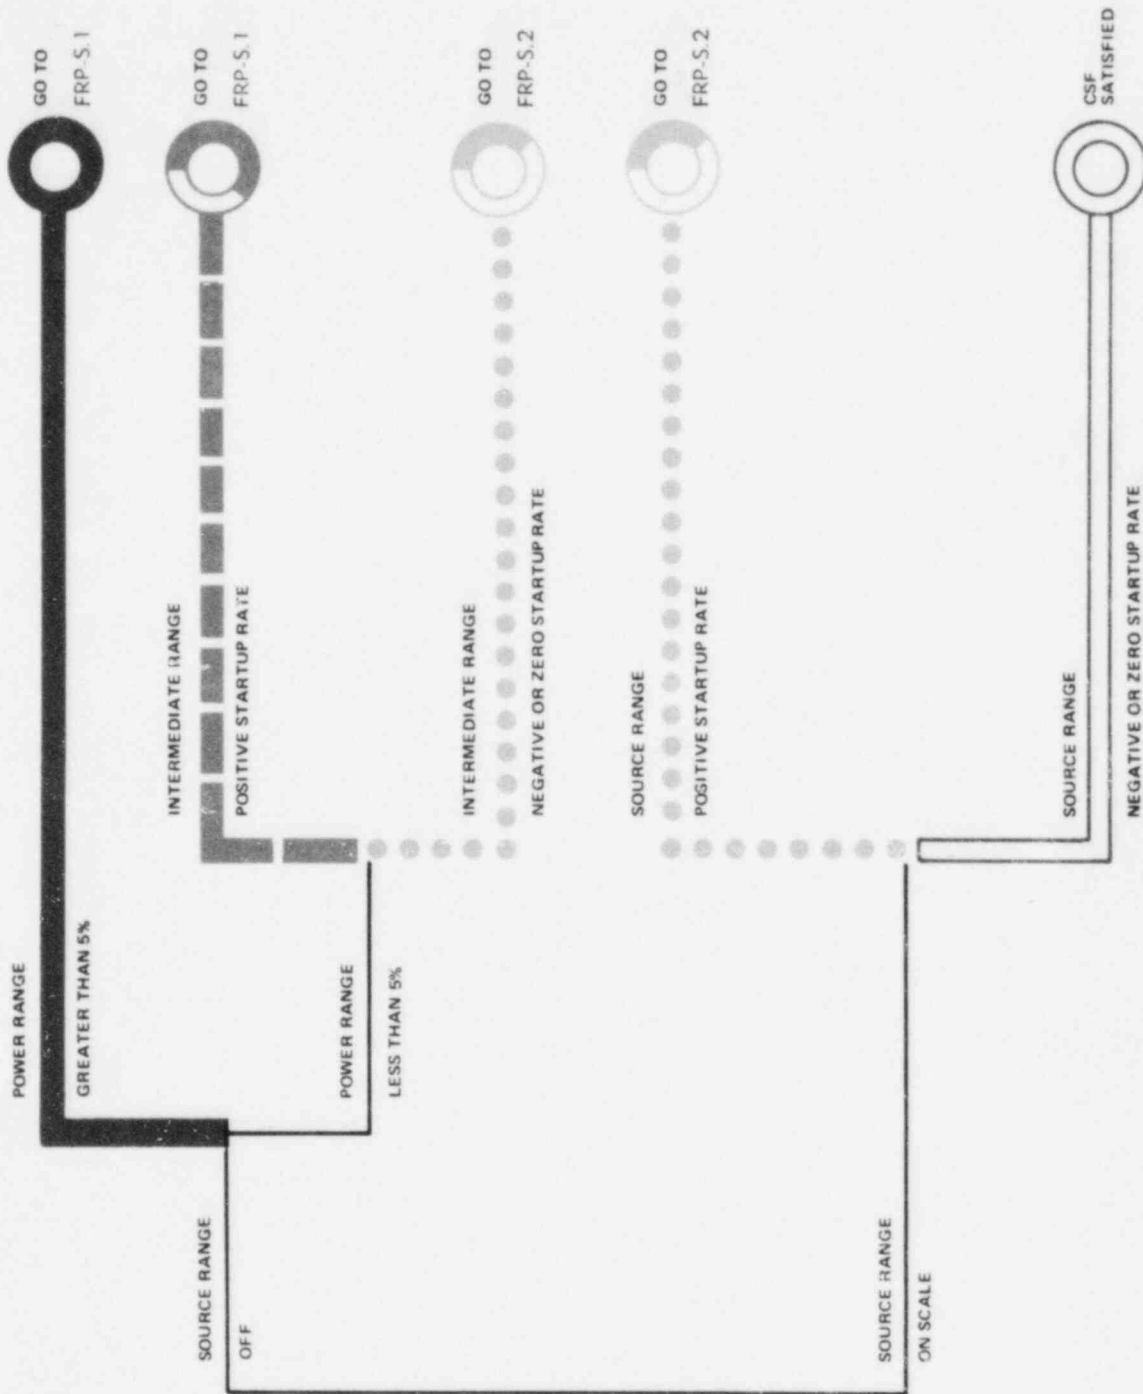 GO TO
FRP-S.1
POWER RANGE
GREATER THAN 5%
GO TO
FRP-S.1
INTERMEDIATE RANGE
POSITIVE STARTUP RATE
SOURCE RANGE
OFF
POWER RANGE
LESS THAN 5%
GO TO
FRP-S.2
INTERMEDIATE RANGE
NEGATIVE OR ZERO STARTUP RATE
GO TO
FRP-S.2
SOURCE RANGE
POGITIVE STARTUP RATE
SOURCE RANGE
ON SCALE
CSF
SATISFIED
SOURCE RANGE
NEGATIVE OR ZERO STARTUP RATE